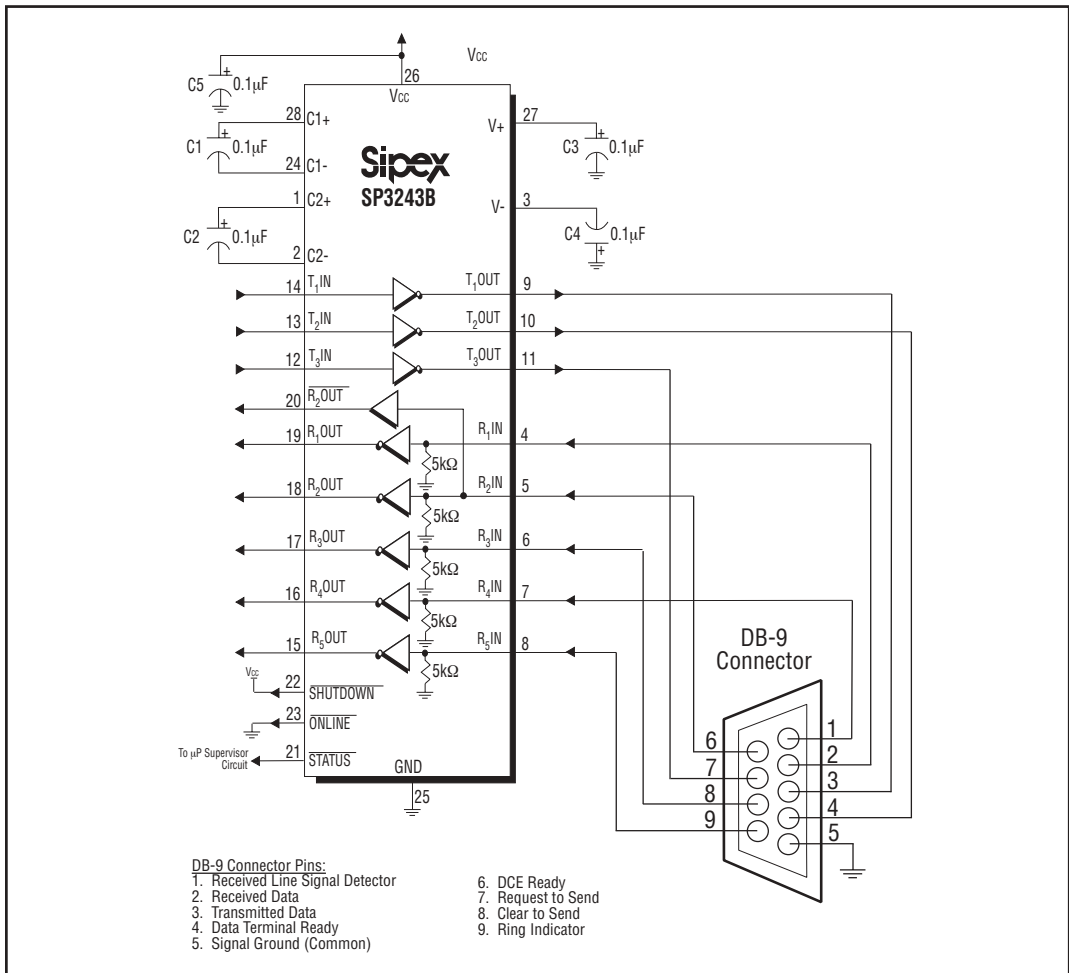 VCC
26
VCC
C5 + 0.1µF
28 C1+
C1 + 0.1µF
24 C1-
1 C2+
C2 + 0.1µF
2 C2-
Sipex
SP3243B
V+ 27
C3 + 0.1µF
V- 3
C4 0.1µF +
14 T1IN T1OUT 9
13 T2IN T2OUT 10
12 T3IN T3OUT 11
20 R2OUT
19 R1OUT R1IN 4
5kΩ
18 R2OUT R2IN 5
5kΩ
17 R3OUT R3IN 6
5kΩ
16 R4OUT R4IN 7
5kΩ
15 R5OUT R5IN 8
5kΩ
VCC
22 SHUTDOWN
23 ONLINE
To µP Supervisor
Circuit
21 STATUS
GND
25
DB-9
Connector
6
7
8
9
1
2
3
4
5
DB-9 Connector Pins:
1. Received Line Signal Detector
2. Received Data
3. Transmitted Data
4. Data Terminal Ready
5. Signal Ground (Common)
6. DCE Ready
7. Request to Send
8. Clear to Send
9. Ring Indicator